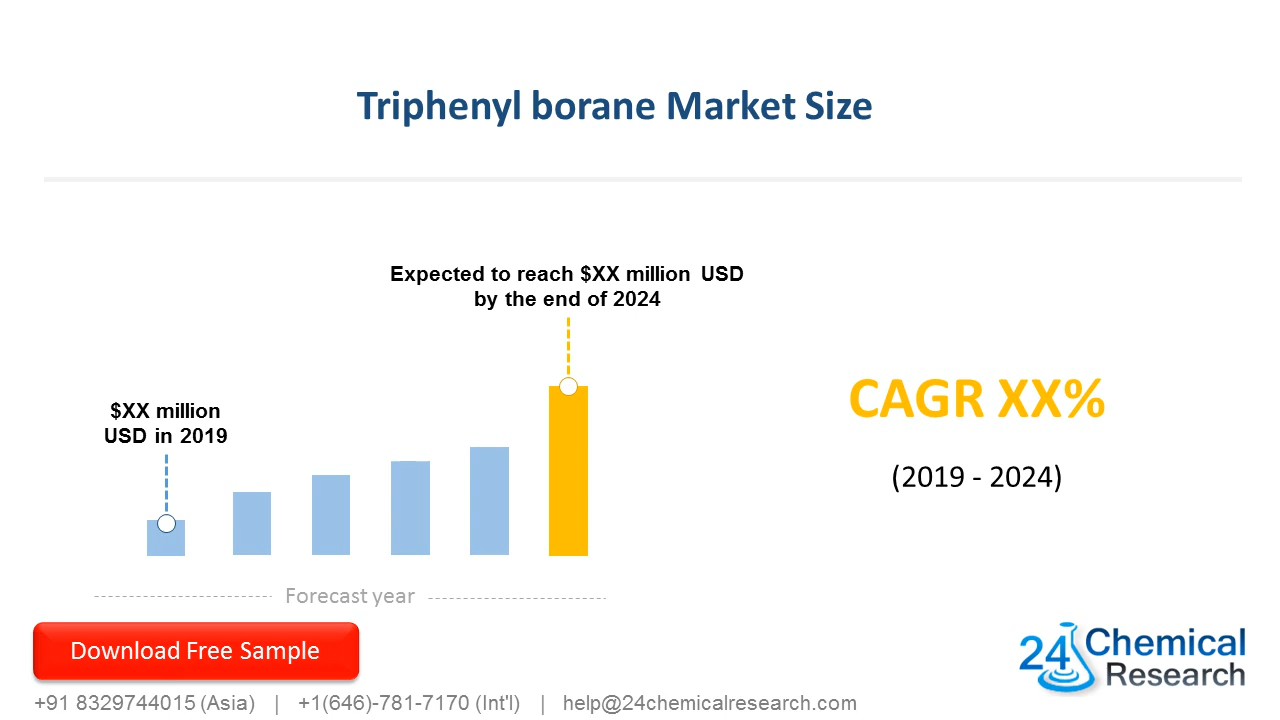 Triphenyl borane Market Size
Expected to reach $XX million USD
by the end of 2024
$XX million
USD in 2019
CAGR XX%
(2019 - 2024)
Forecast year
Download Free Sample
24 Chemical
Research
+91 8329744015 (Asia) | +1(646)-781-7170 (Int'l) | help@24chemicalresearch.com